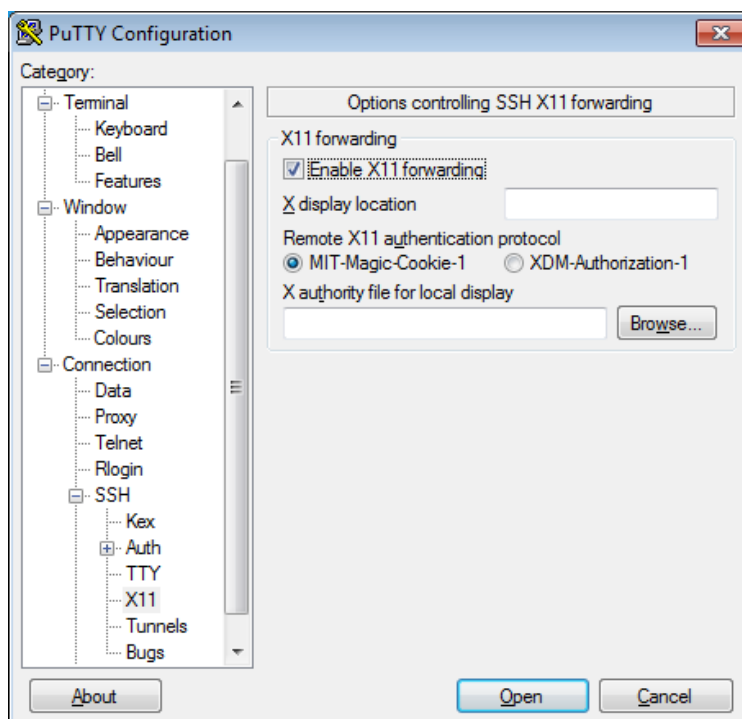 PuTTY Configuration
Category:
Terminal
Keyboard
Bell
Features
Window
Appearance
Behaviour
Translation
Selection
Colours
Connection
Data
Proxy
Telnet
Rlogin
SSH
Kex
Auth
TTY
X11
Tunnels
Bugs
Options controlling SSH X11 forwarding
X11 forwarding
Enable X11 forwarding
X display location
Remote X11 authentication protocol
MIT-Magic-Cookie-1 XDM-Authorization-1
X authority file for local display
Browse...
About Open Cancel